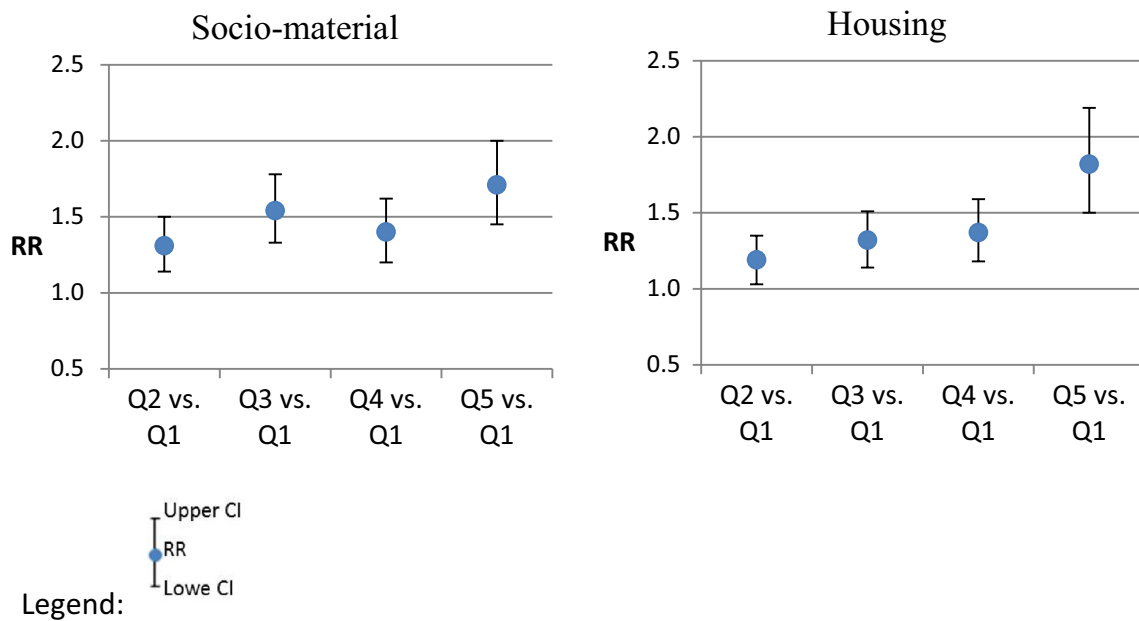 Socio-material
2.5
2.0
1.5
RR
1.0
0.5
Q2 vs. Q3 vs. Q4 vs. Q5 vs.
Q1 Q1 Q1 Q1
Housing
2.5
2.0
1.5
RR
1.0
0.5
Q2 vs. Q3 vs. Q4 vs. Q5 vs.
Q1 Q1 Q1 Q1
Upper CI
RR
Lowe CI
Legend: